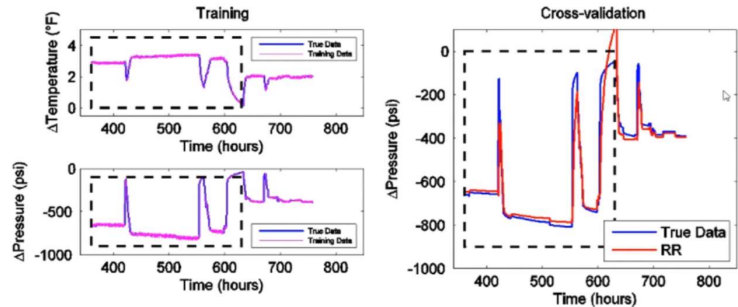 Training
ΔTemperature (°F)
4
2
0
True Data
Training Data
400 500 600 700 800
Time (hours)
ΔPressure (psi)
0
-500
-1000
True Data
Training Data
400 500 600 700 800
Time (hours)
Cross-validation
ΔPressure (psi)
0
-200
-400
-600
-800
-1000
True Data
RR
400 500 600 700 800
Time (hours)